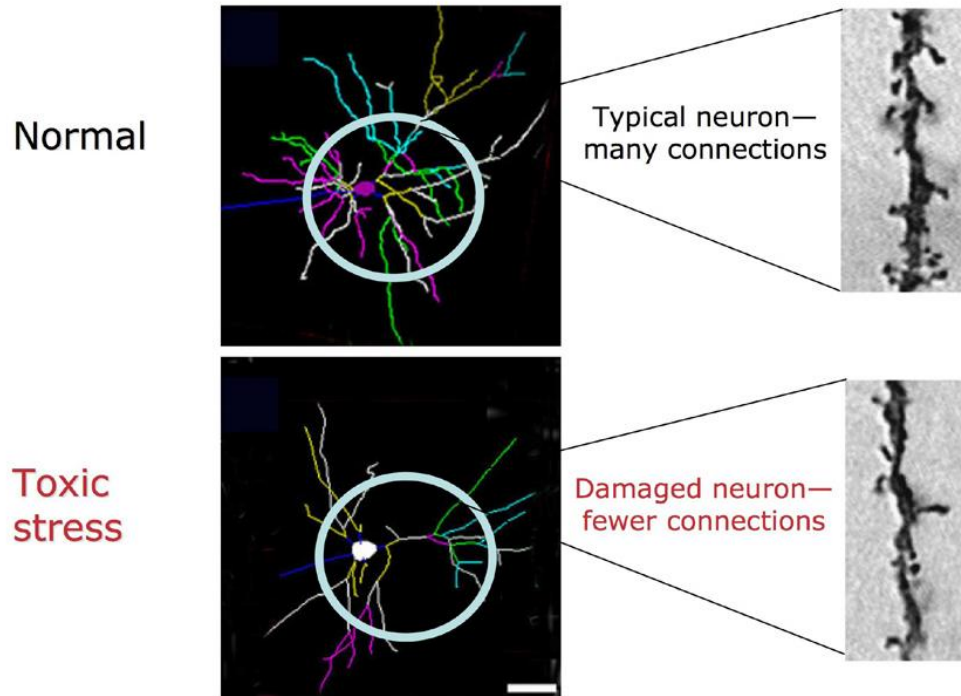 Normal
Typical neuron—
many connections
Toxic
stress
Damaged neuron—
fewer connections